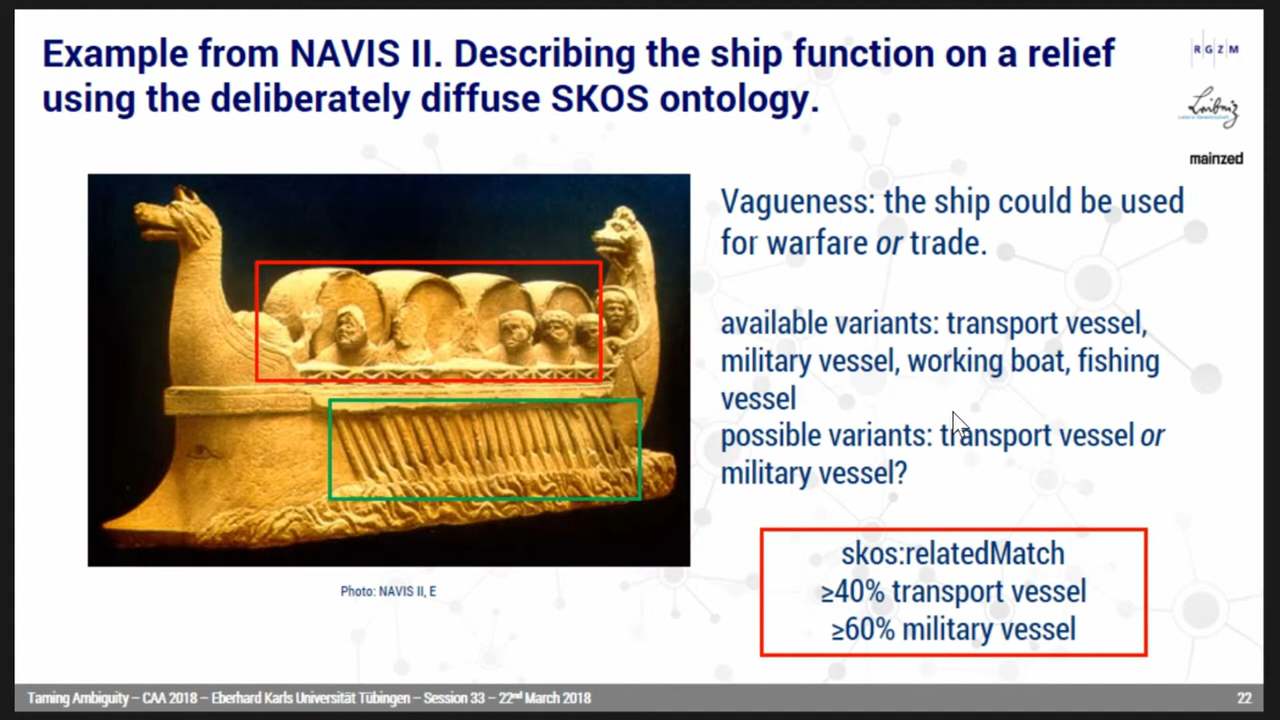 Example from NAVIS II. Describing the ship function on a relief
using the deliberately diffuse SKOS ontology.
R G Z M
Leibniz
mainzed
Vagueness: the ship could be used
for warfare or trade.
available variants: transport vessel,
military vessel, working boat, fishing
vessel
possible variants: transport vessel or
military vessel?
skos:relatedMatch
≥40% transport vessel
≥60% military vessel
Photo: NAVIS II, E
Taming Ambiguity – CAA 2018 – Eberhard Karls Universität Tübingen – Session 33 – 22nd March 2018
22